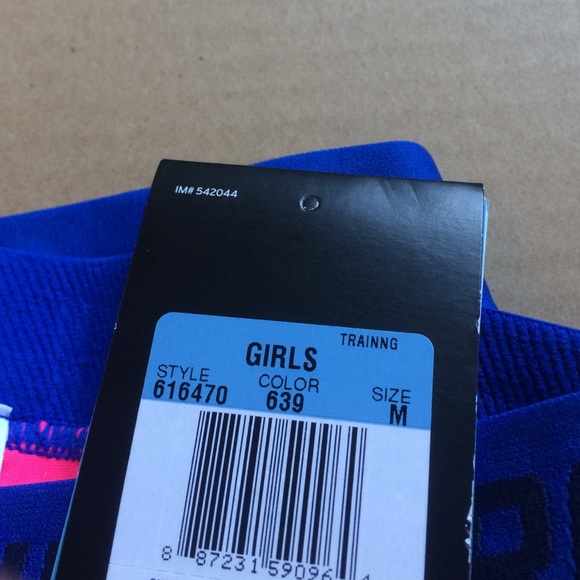 IM# 542044
TRAINNG
GIRLS
STYLE COLOR SIZE
616470 639 M
8 87231 59096 4